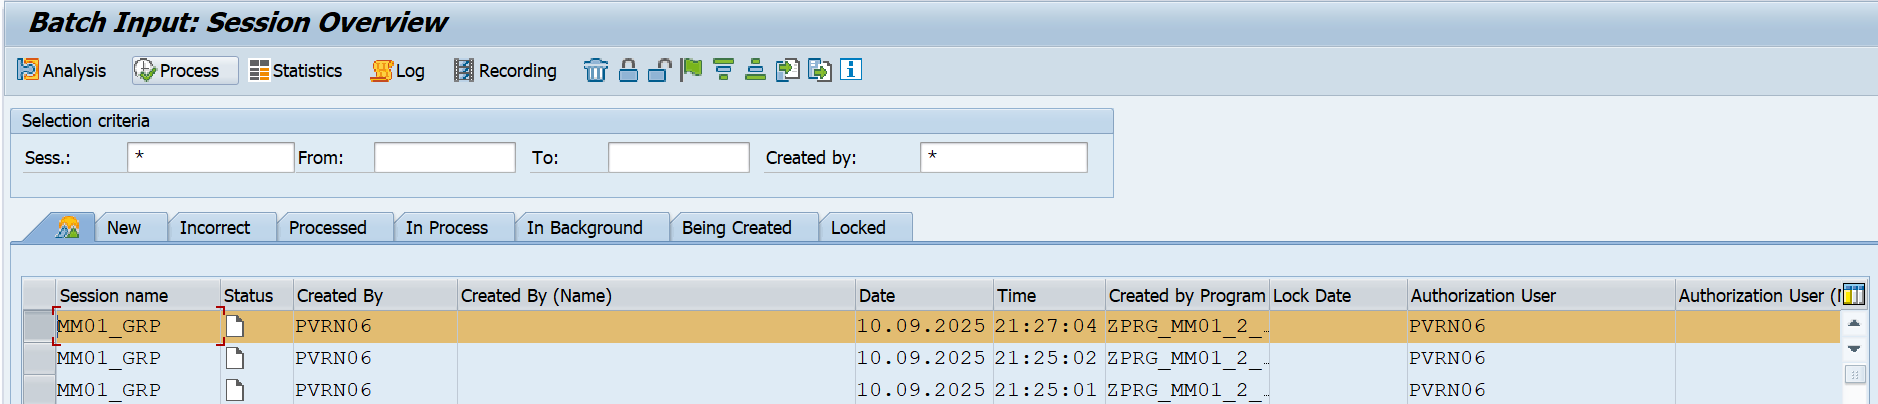 Batch Input: Session Overview
Analysis Process Statistics Log Recording
Selection criteria
Sess.: * From: To: Created by: *
New Incorrect Processed In Process In Background Being Created Locked
Session name Status Created By Created By (Name) Date Time Created by Program Lock Date Authorization User Authorization User (
MM01_GRP PVRN06 10.09.2025 21:27:04 ZPRG_MM01_2_… PVRN06
MM01_GRP PVRN06 10.09.2025 21:25:02 ZPRG_MM01_2_… PVRN06
MM01_GRP PVRN06 10.09.2025 21:25:01 ZPRG_MM01_2_… PVRN06